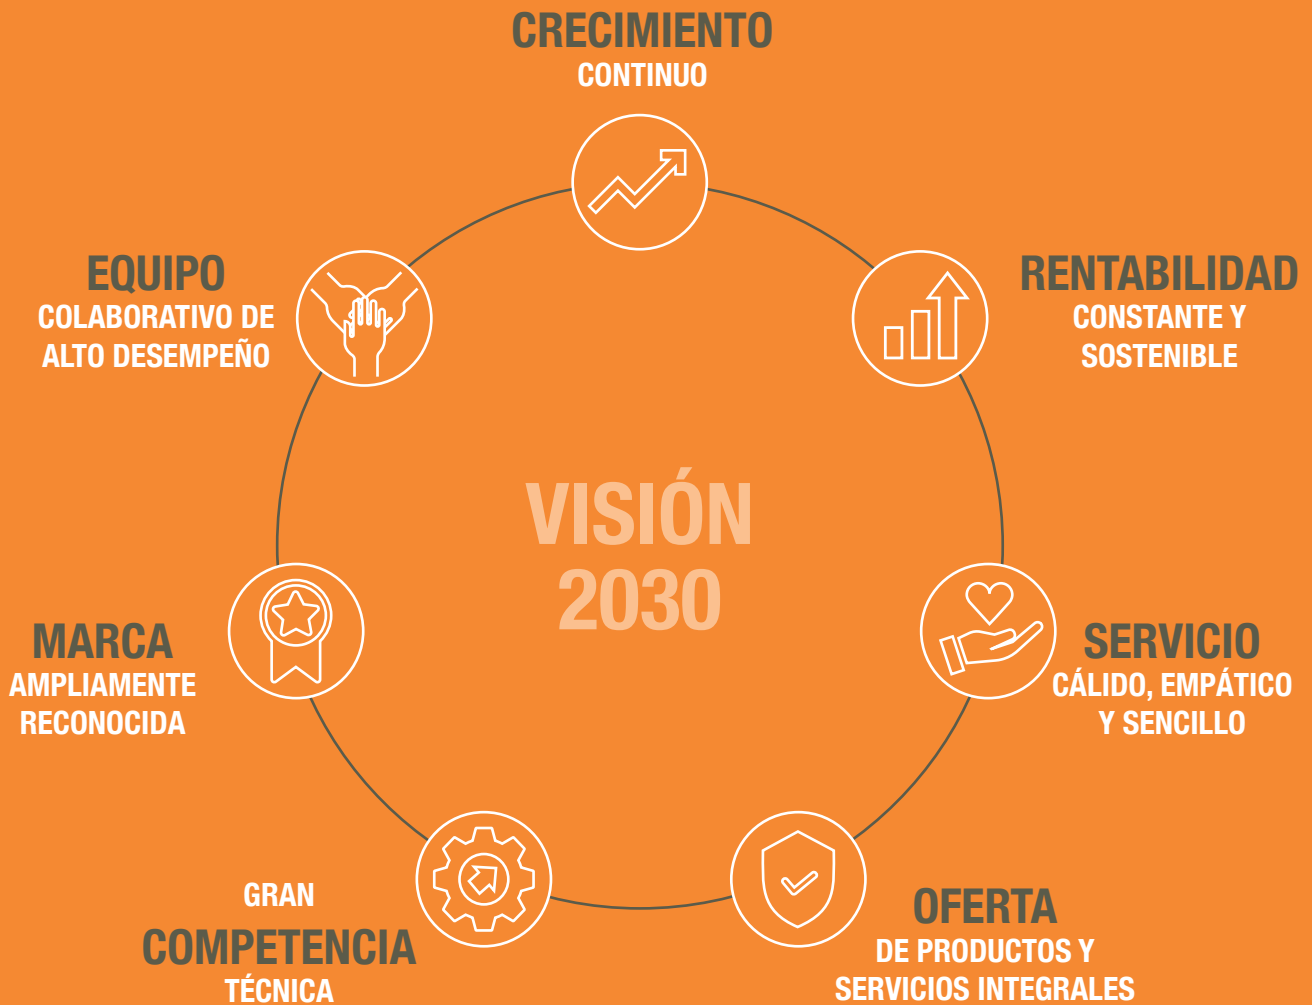 CRECIMIENTO
CONTINUO
EQUIPO
COLABORATIVO DE
ALTO DESEMPEÑO
RENTABILIDAD
CONSTANTE Y
SOSTENIBLE
VISIÓN
2030
MARCA
AMPLIAMENTE
RECONOCIDA
SERVICIO
CÁLIDO, EMPÁTICO
Y SENCILLO
GRAN
COMPETENCIA
TÉCNICA
OFERTA
DE PRODUCTOS Y
SERVICIOS INTEGRALES